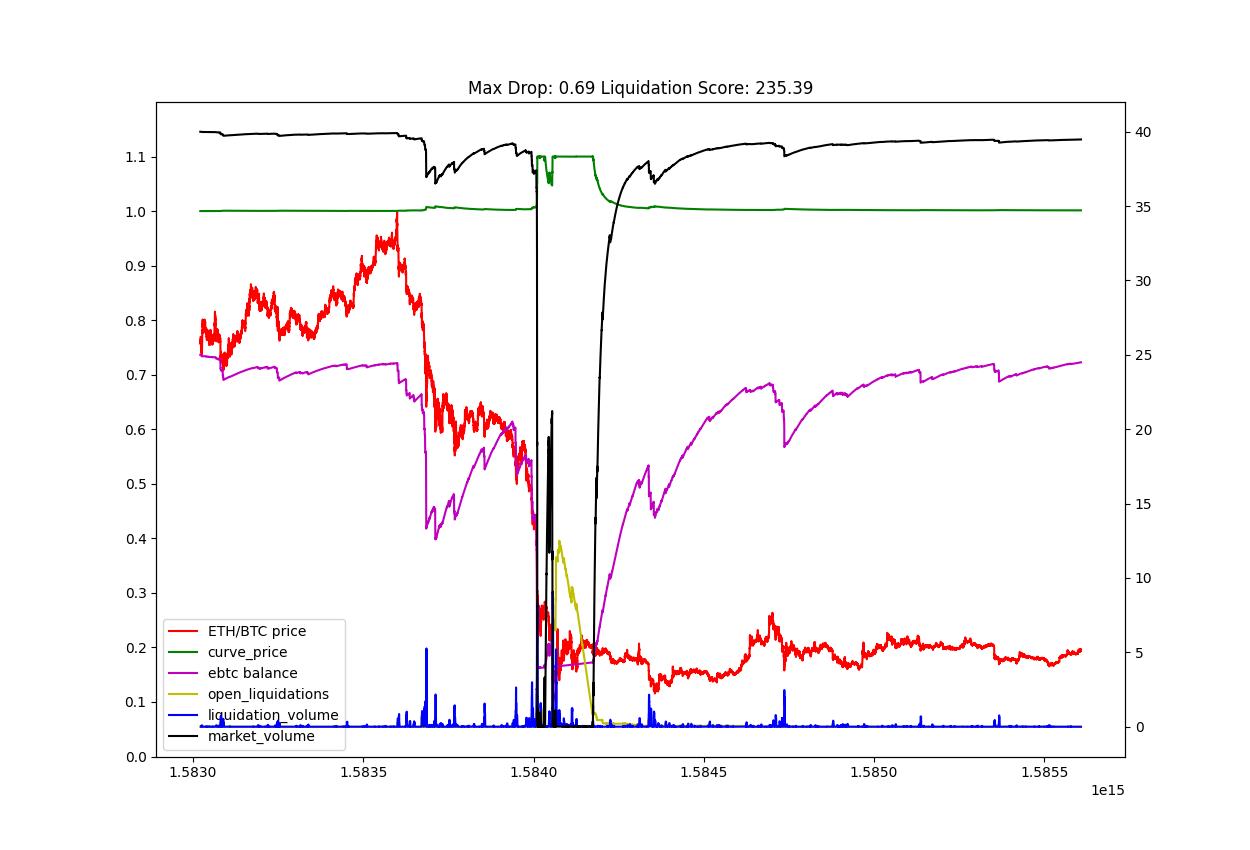 Max Drop: 0.69 Liquidation Score: 235.39
1.1
1.0
0.9
0.8
0.7
0.6
0.5
0.4
0.3
0.2
0.1
0.0
40
35
30
25
20
15
10
5
0
ETH/BTC price
curve_price
ebtc balance
open_liquidations
liquidation_volume
market_volume
1.5830 1.5835 1.5840 1.5845 1.5850 1.5855
1e15